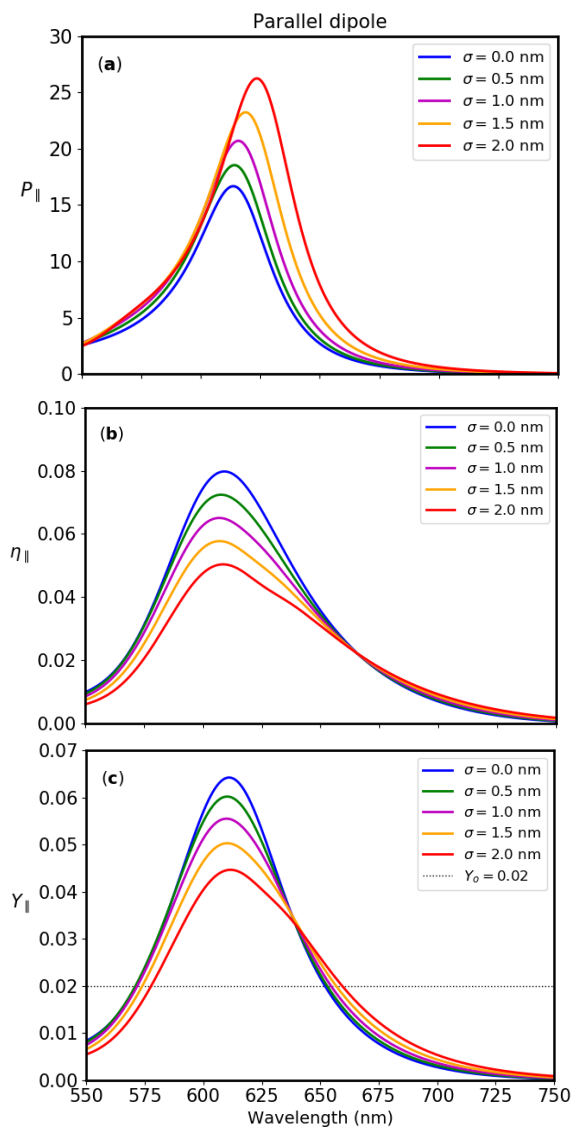 Parallel dipole
30
25
20
15
10
5
0
P∥
(a)
σ = 0.0 nm
σ = 0.5 nm
σ = 1.0 nm
σ = 1.5 nm
σ = 2.0 nm
0.10
0.08
0.06
0.04
0.02
0.00
η∥
(b)
σ = 0.0 nm
σ = 0.5 nm
σ = 1.0 nm
σ = 1.5 nm
σ = 2.0 nm
0.07
0.06
0.05
0.04
0.03
0.02
0.01
0.00
Y∥
(c)
σ = 0.0 nm
σ = 0.5 nm
σ = 1.0 nm
σ = 1.5 nm
σ = 2.0 nm
Yₒ = 0.02
550 575 600 625 650 675 700 725 750
Wavelength (nm)